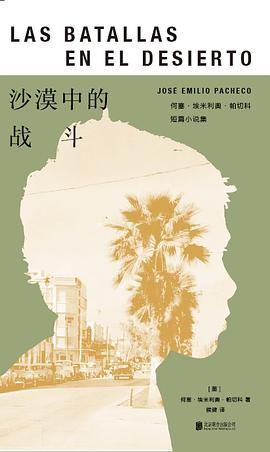 LAS BATALLAS
EN EL DESIERTO
JOSÉ EMILIO PACHECO
沙漠中的
战斗
何塞·埃米利奥·帕切科
短篇小说集
[墨]
何塞·埃米利奥·帕切科 著
侯健 译
北京联合出版公司